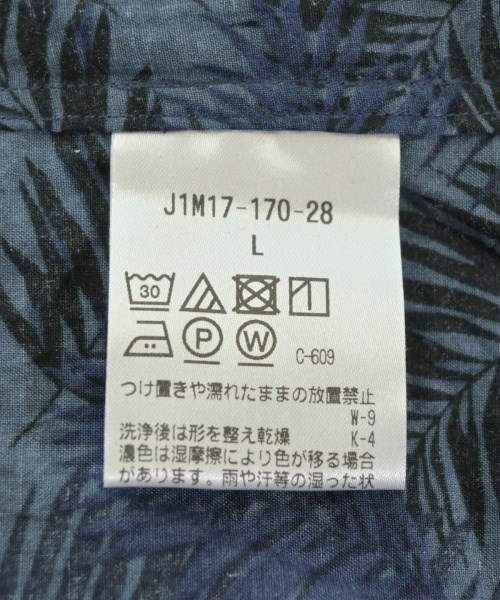 J1M17-170-28
L
30
P W C-609
つけ置きや濡れたままの放置禁止
W-9
洗浄後は形を整え乾燥 K-4
濃色は湿摩擦により色が移る場合
があります。雨や汗等の湿った状